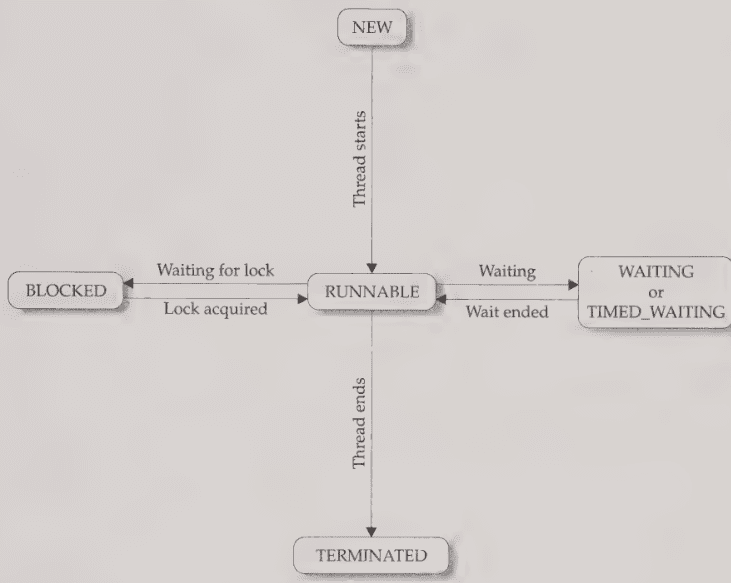 NEW
Thread starts
Waiting for lock
Waiting
BLOCKED
RUNNABLE
WAITING
or
TIMED_WAITING
Lock acquired
Wait ended
Thread ends
TERMINATED